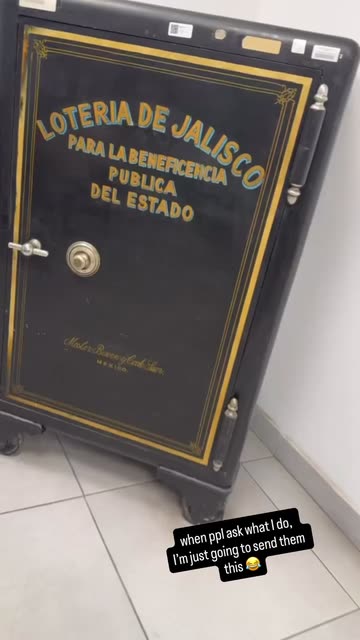 LOTERIA DE JALISCO
PARA LA BENEFICENCIA
PUBLICA
DEL ESTADO
MEXICO.
when ppl ask what I do,
I'm just going to send them
this 😂